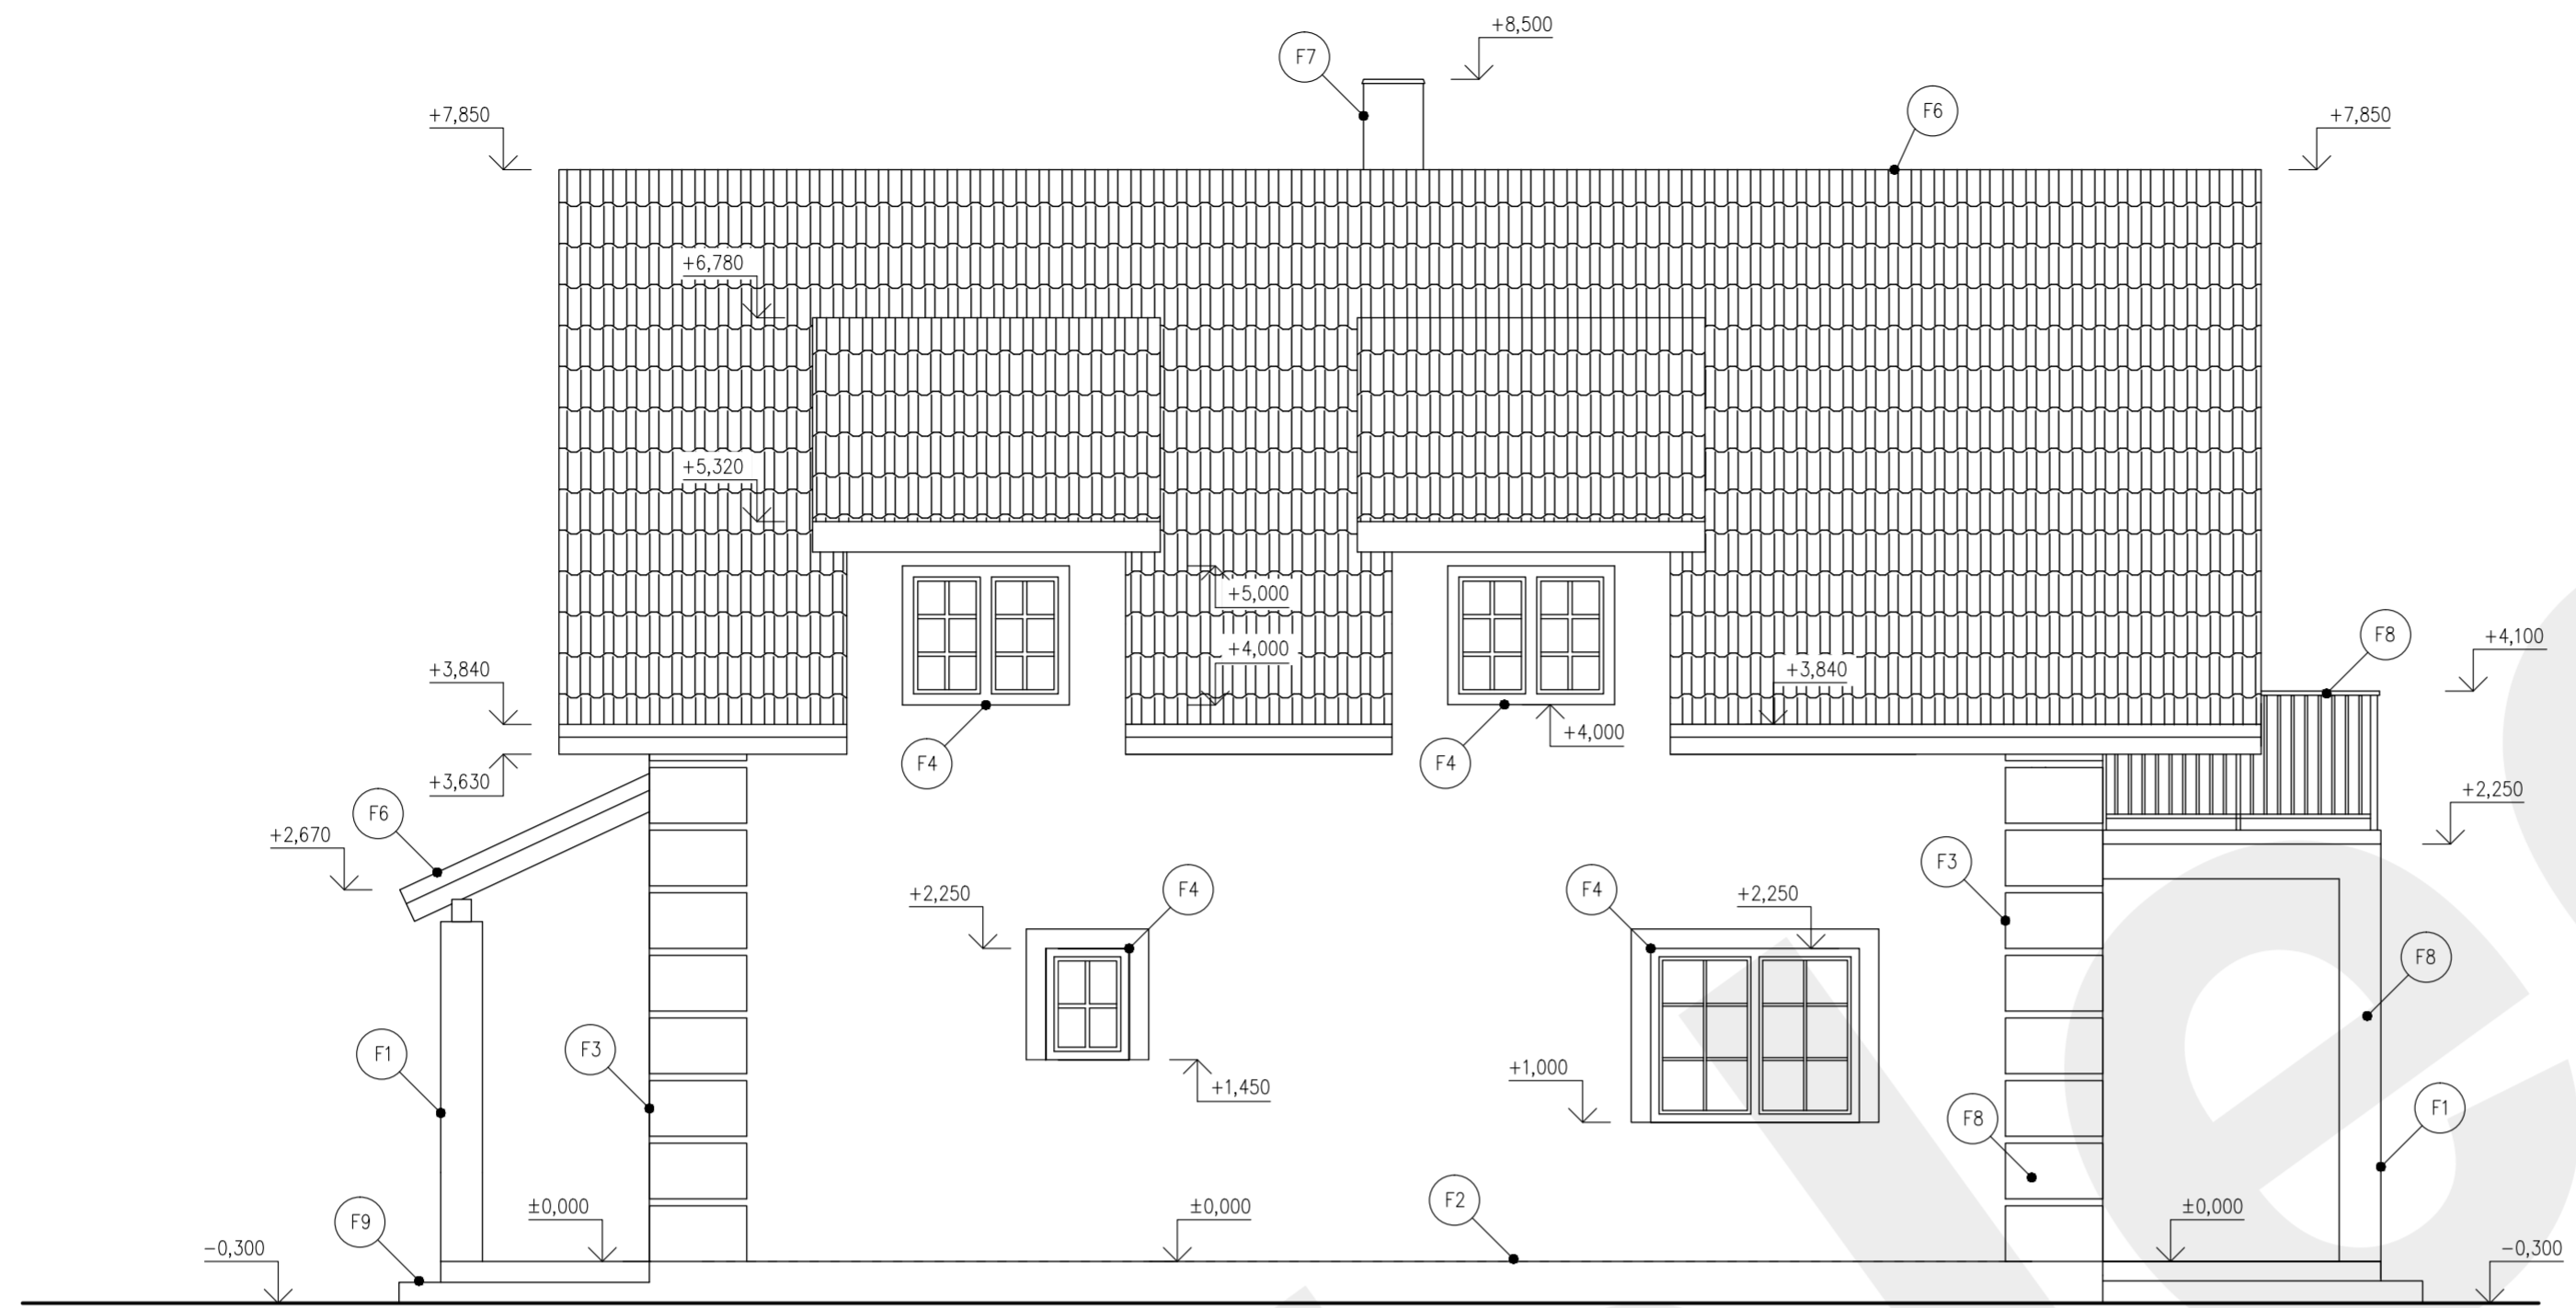 +8,500
F7
F6
+7,850
+7,850
+6,780
+5,320
+5,000
F8
+4,100
+4,000
+3,840
+3,840
+4,000
F4
F4
+3,630
+2,250
F6
+2,670
F3
F4
F4
+2,250
+2,250
F8
F1
F3
+1,000
+1,450
F8
F1
F9
±0,000
±0,000
F2
±0,000
-0,300
-0,300